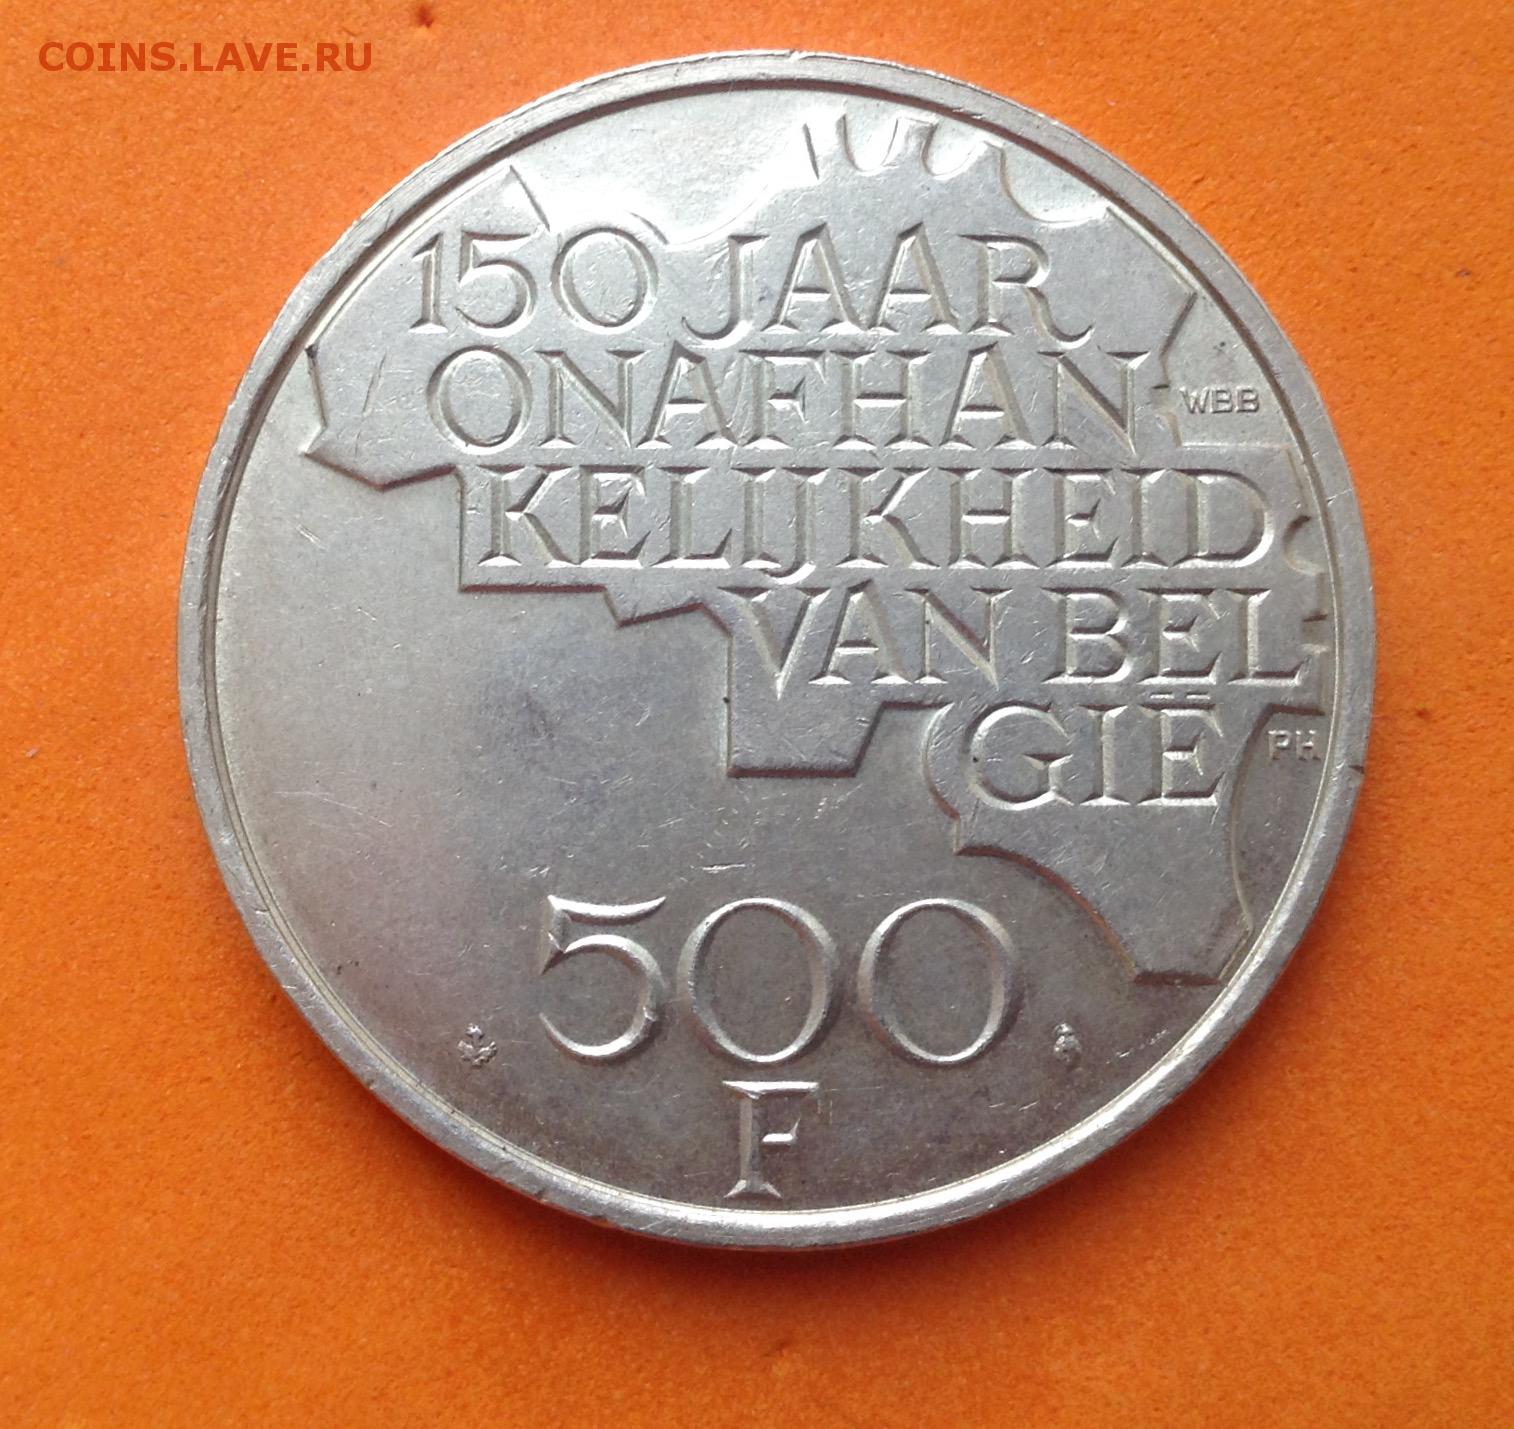 COINS.LAVE.RU
150 JAAR
ONAFHAN
WBB
KELIJKHEID
VAN BEL
GIË
PH
500
F